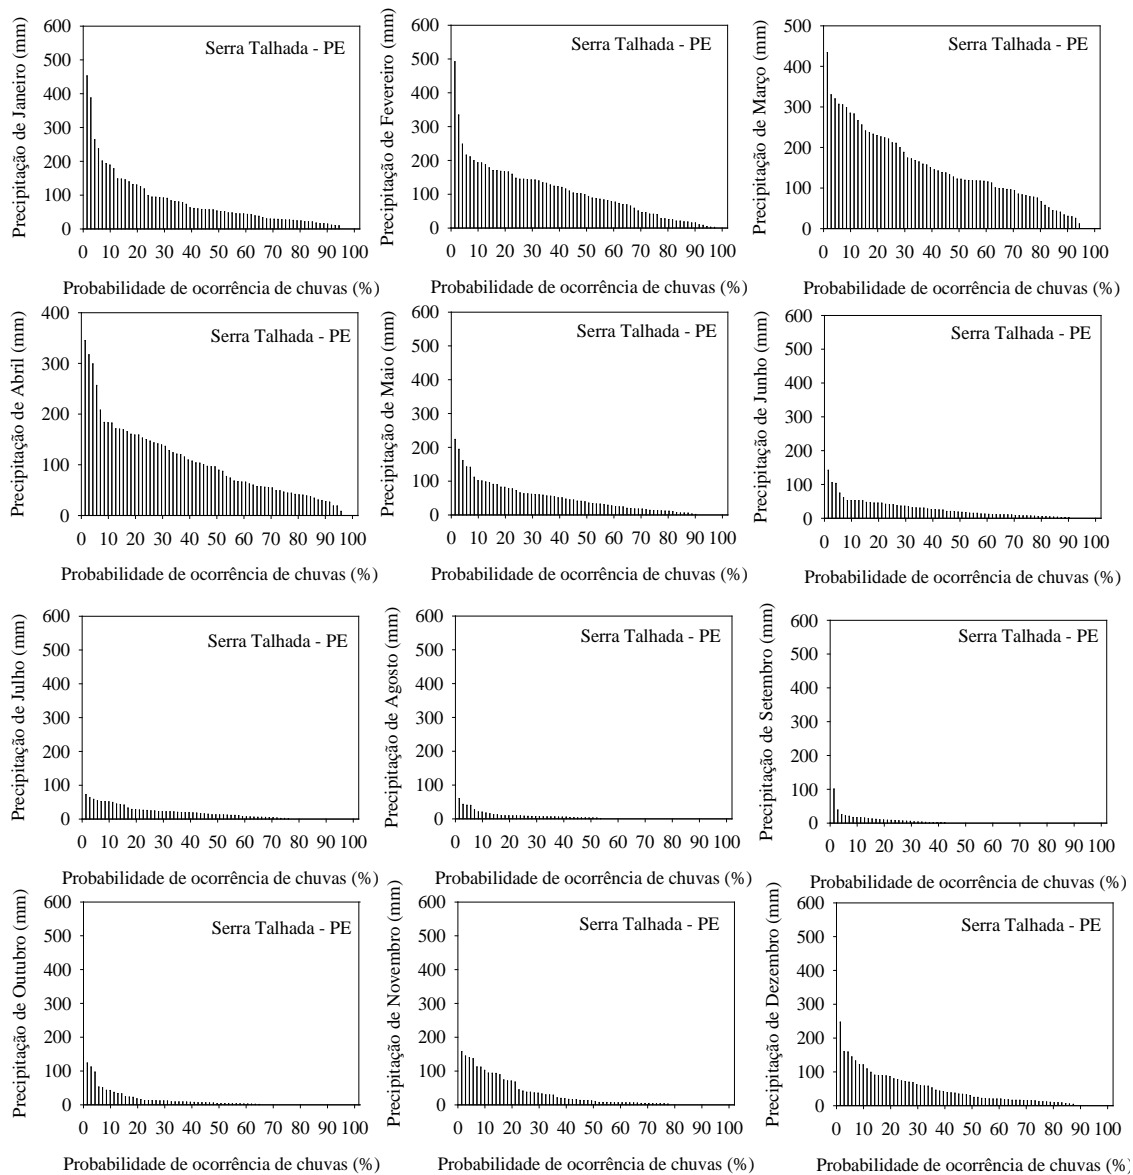 Precipitação de Janeiro (mm)
600
500
400
300
200
100
0
Serra Talhada - PE
0 10 20 30 40 50 60 70 80 90 100
Probabilidade de ocorrência de chuvas (%)
Precipitação de Fevereiro (mm)
600
500
400
300
200
100
0
Serra Talhada - PE
0 10 20 30 40 50 60 70 80 90 100
Probabilidade de ocorrência de chuvas (%)
Precipitação de Março (mm)
500
400
300
200
100
0
Serra Talhada - PE
0 10 20 30 40 50 60 70 80 90 100
Probabilidade de ocorrência de chuvas (%)
Precipitação de Abril (mm)
400
300
200
100
0
Serra Talhada - PE
0 10 20 30 40 50 60 70 80 90 100
Probabilidade de ocorrência de chuvas (%)
Precipitação de Maio (mm)
600
500
400
300
200
100
0
Serra Talhada - PE
0 10 20 30 40 50 60 70 80 90 100
Probabilidade de ocorrência de chuvas (%)
Precipitação de Junho (mm)
600
500
400
300
200
100
0
Serra Talhada - PE
0 10 20 30 40 50 60 70 80 90 100
Probabilidade de ocorrência de chuvas (%)
Precipitação de Julho (mm)
600
500
400
300
200
100
0
Serra Talhada - PE
0 10 20 30 40 50 60 70 80 90 100
Probabilidade de ocorrência de chuvas (%)
Precipitação de Agosto (mm)
600
500
400
300
200
100
0
Serra Talhada - PE
0 10 20 30 40 50 60 70 80 90 100
Probabilidade de ocorrência de chuvas (%)
Precipitação de Setembro (mm)
600
500
400
300
200
100
0
Serra Talhada - PE
0 10 20 30 40 50 60 70 80 90 100
Probabilidade de ocorrência de chuvas (%)
Precipitação de Outubro (mm)
600
500
400
300
200
100
0
Serra Talhada - PE
0 10 20 30 40 50 60 70 80 90 100
Probabilidade de ocorrência de chuvas (%)
Precipitação de Novembro (mm)
600
500
400
300
200
100
0
Serra Talhada - PE
0 10 20 30 40 50 60 70 80 90 100
Probabilidade de ocorrência de chuvas (%)
Precipitação de Dezembro (mm)
600
500
400
300
200
100
0
Serra Talhada - PE
0 10 20 30 40 50 60 70 80 90 100
Probabilidade de ocorrência de chuvas (%)